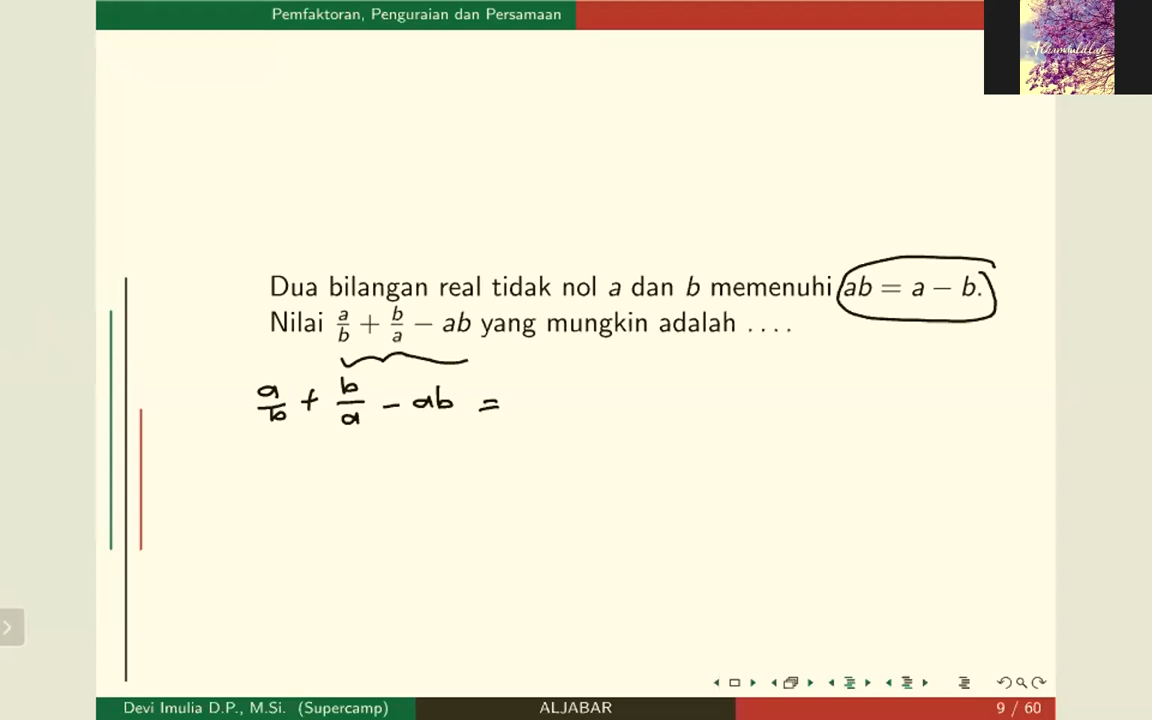 Pemfaktoran, Penguraian dan Persamaan
Alhamdulillah
Dua bilangan real tidak nol a dan b memenuhi ab = a − b.
Nilai a/b + b/a − ab yang mungkin adalah ....
a/b + b/a − ab =
Devi Imulia D.P., M.Si. (Supercamp) ALJABAR 9 / 60